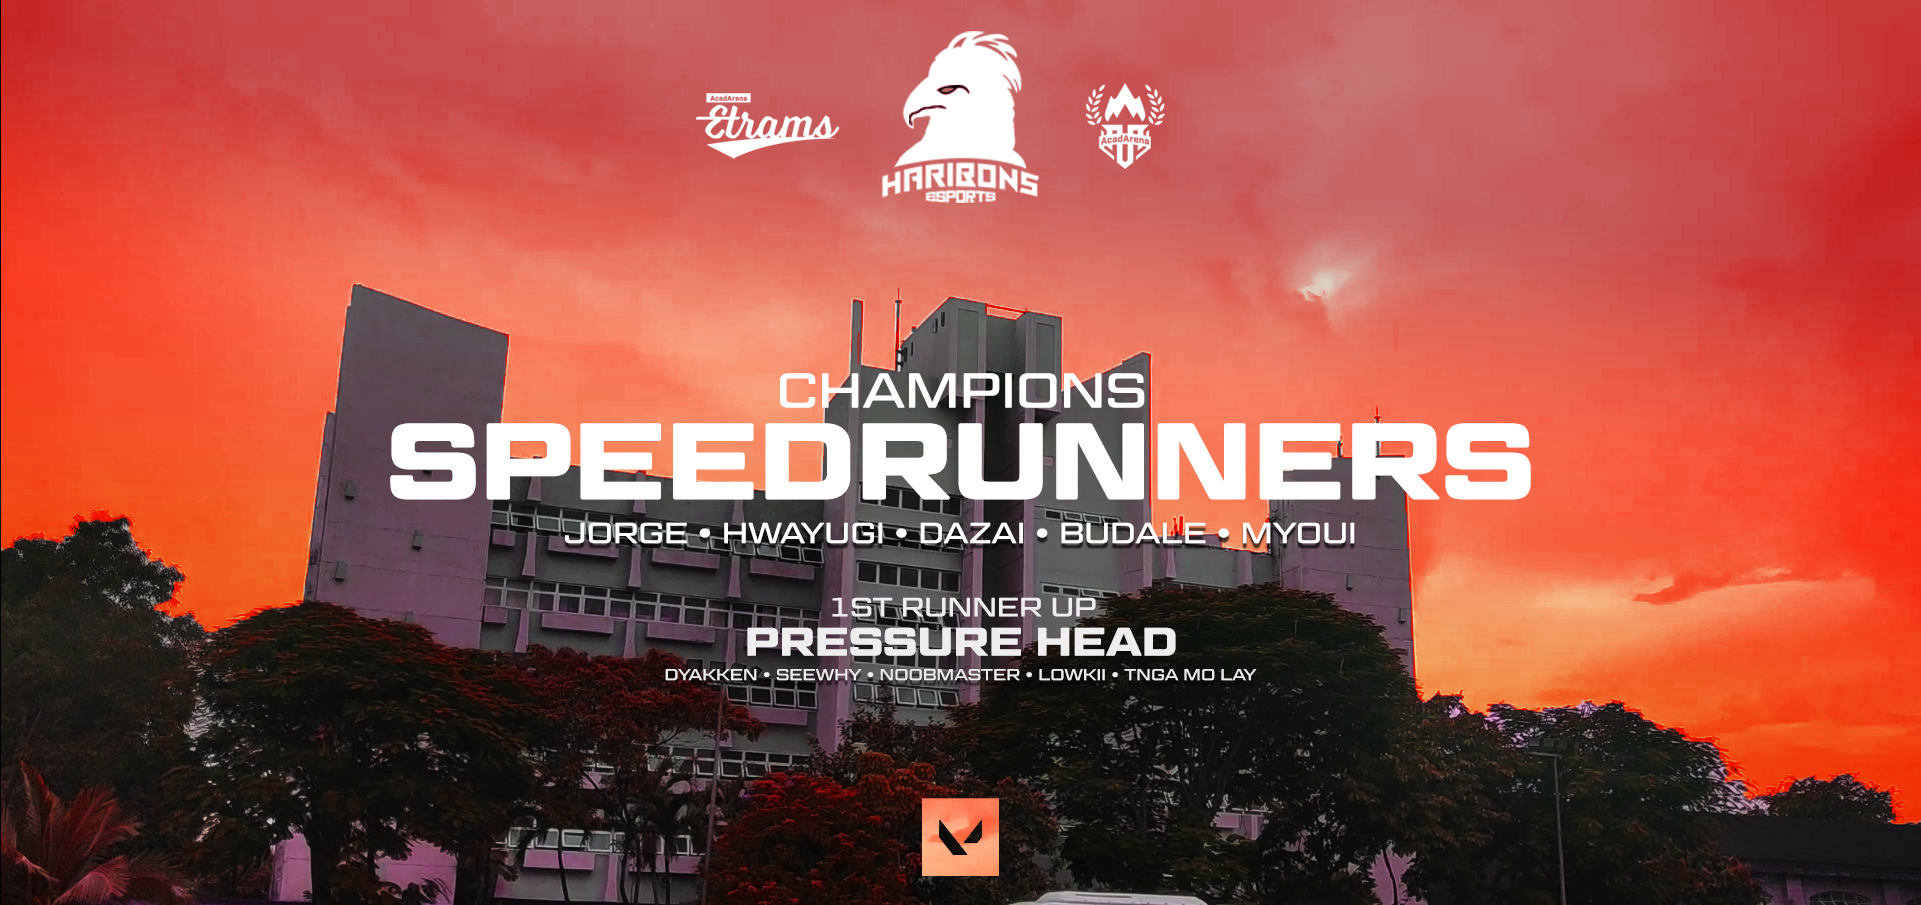 AcadArena
Etrams
HARIBONS
ESPORTS
AcadArena
CHAMPIONS
SPEEDRUNNERS
JORGE • HWAYUGI • DAZAI • BUDALE • MYOUI
1ST RUNNER UP
PRESSURE HEAD
DYAKKEN • SEEWHY • NOOBMASTER • LOWKII • TNGA MO LAY